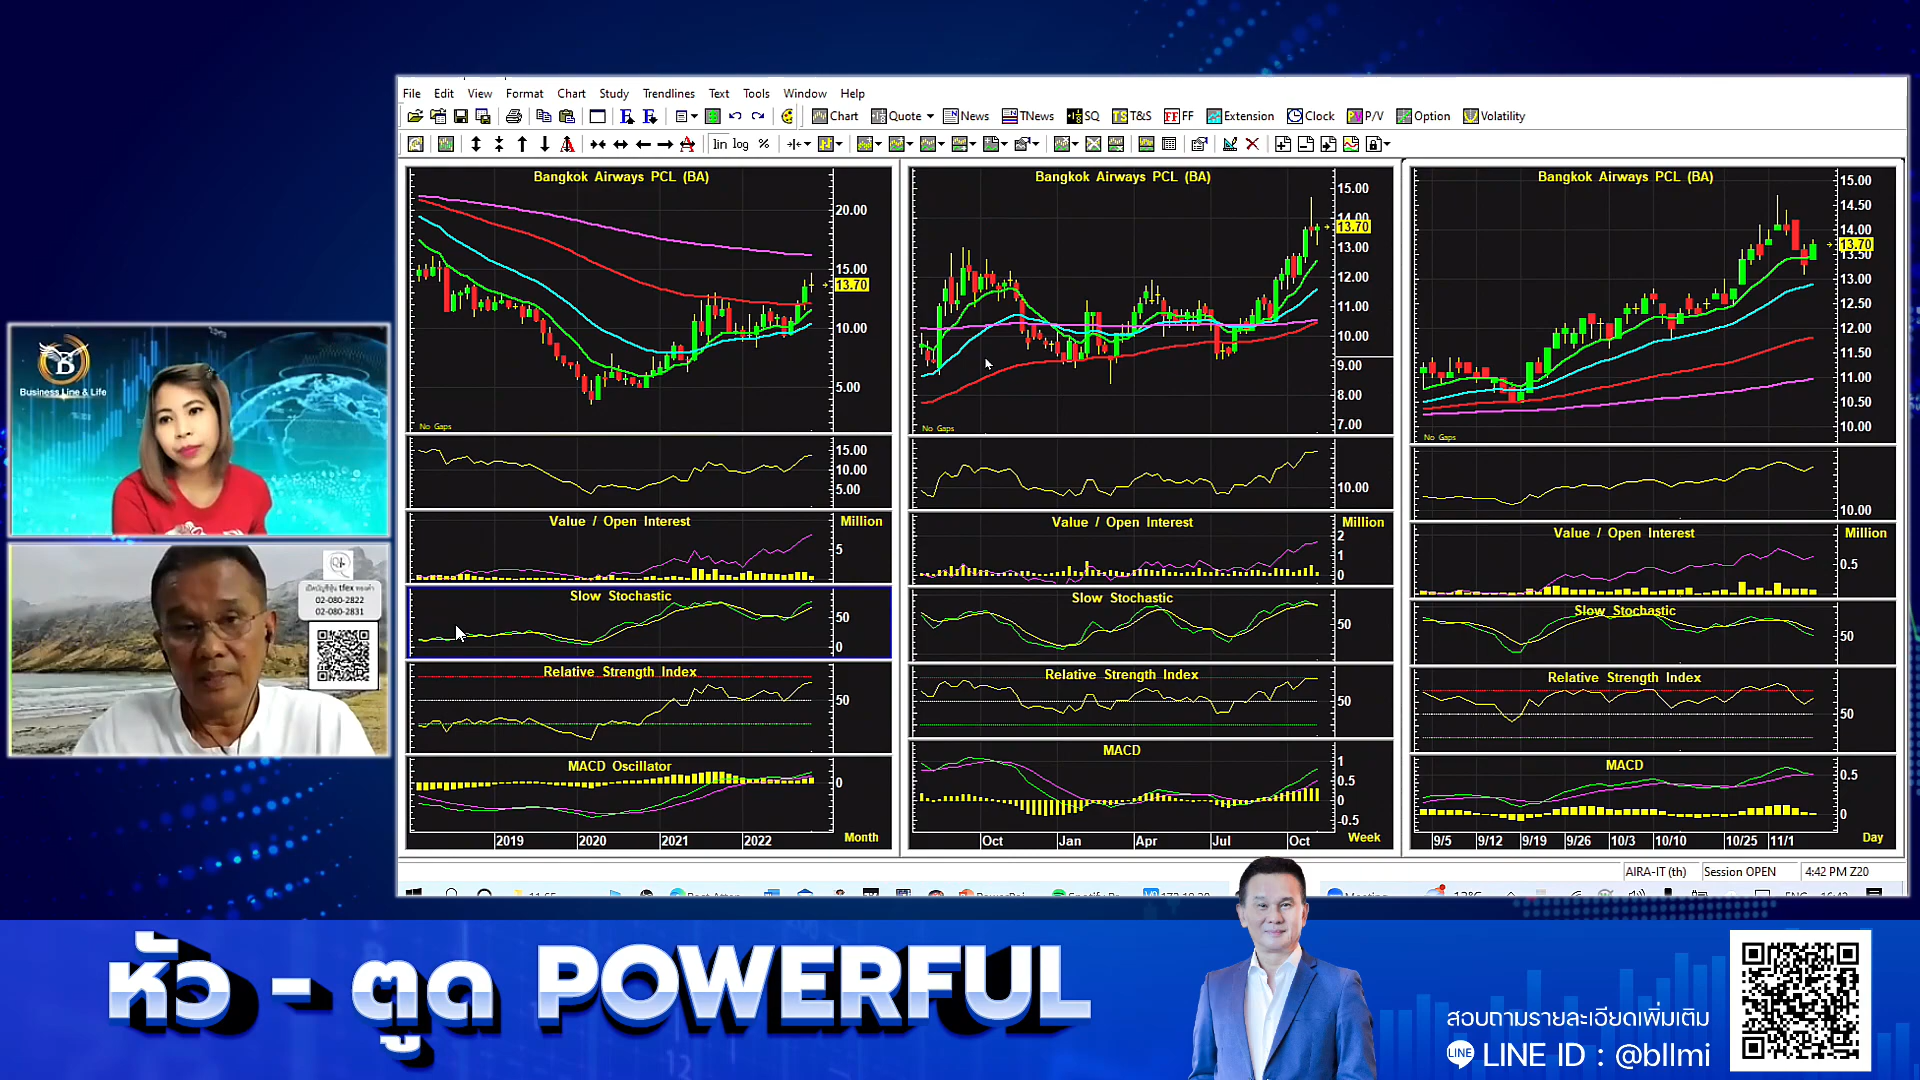 File Edit View Format Chart Study Trendlines Text Tools Window Help
Chart Quote News TNews SQ T&S FF Extension Clock P/V Option Volatility
lin log %
Bangkok Airways PCL (BA)
20.00
15.00
13.70
10.00
5.00
No Gaps
15.00
10.00
5.00
Value / Open Interest
Million
5
Slow Stochastic
50
0
Relative Strength Index
50
MACD Oscillator
0
2019 2020 2021 2022 Month
Bangkok Airways PCL (BA)
15.00
14.00
13.70
13.00
12.00
11.00
10.00
9.00
8.00
7.00
No Gaps
10.00
Value / Open Interest
Million
2
1
0
Slow Stochastic
50
Relative Strength Index
50
MACD
1
0.5
0
-0.5
Oct Jan Apr Jul Oct Week
Bangkok Airways PCL (BA)
15.00
14.50
14.00
13.70
13.50
13.00
12.50
12.00
11.50
11.00
10.50
10.00
No Gaps
10.00
Value / Open Interest
Million
0.5
Slow Stochastic
50
Relative Strength Index
50
MACD
0.5
0
9/5 9/12 9/19 9/26 10/3 10/10 10/25 11/1 Day
AIRA-IT (th) Session OPEN 4:42 PM Z20
B
Business Line & Life
02-080-2822
02-080-2831
หัว - ตูด POWERFUL
สอบถามรายละเอียดเพิ่มเติม
LINE LINE ID : @bllmi